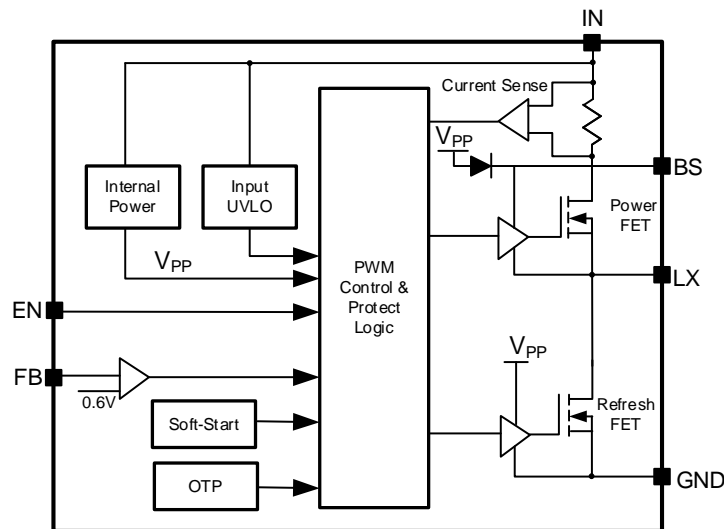 IN
Current Sense
VPP
BS
Internal
Power
Input
UVLO
Power
FET
VPP
PWM
Control &
Protect
Logic
LX
EN
FB
0.6V
VPP
Soft-Start
Refresh
FET
OTP
GND